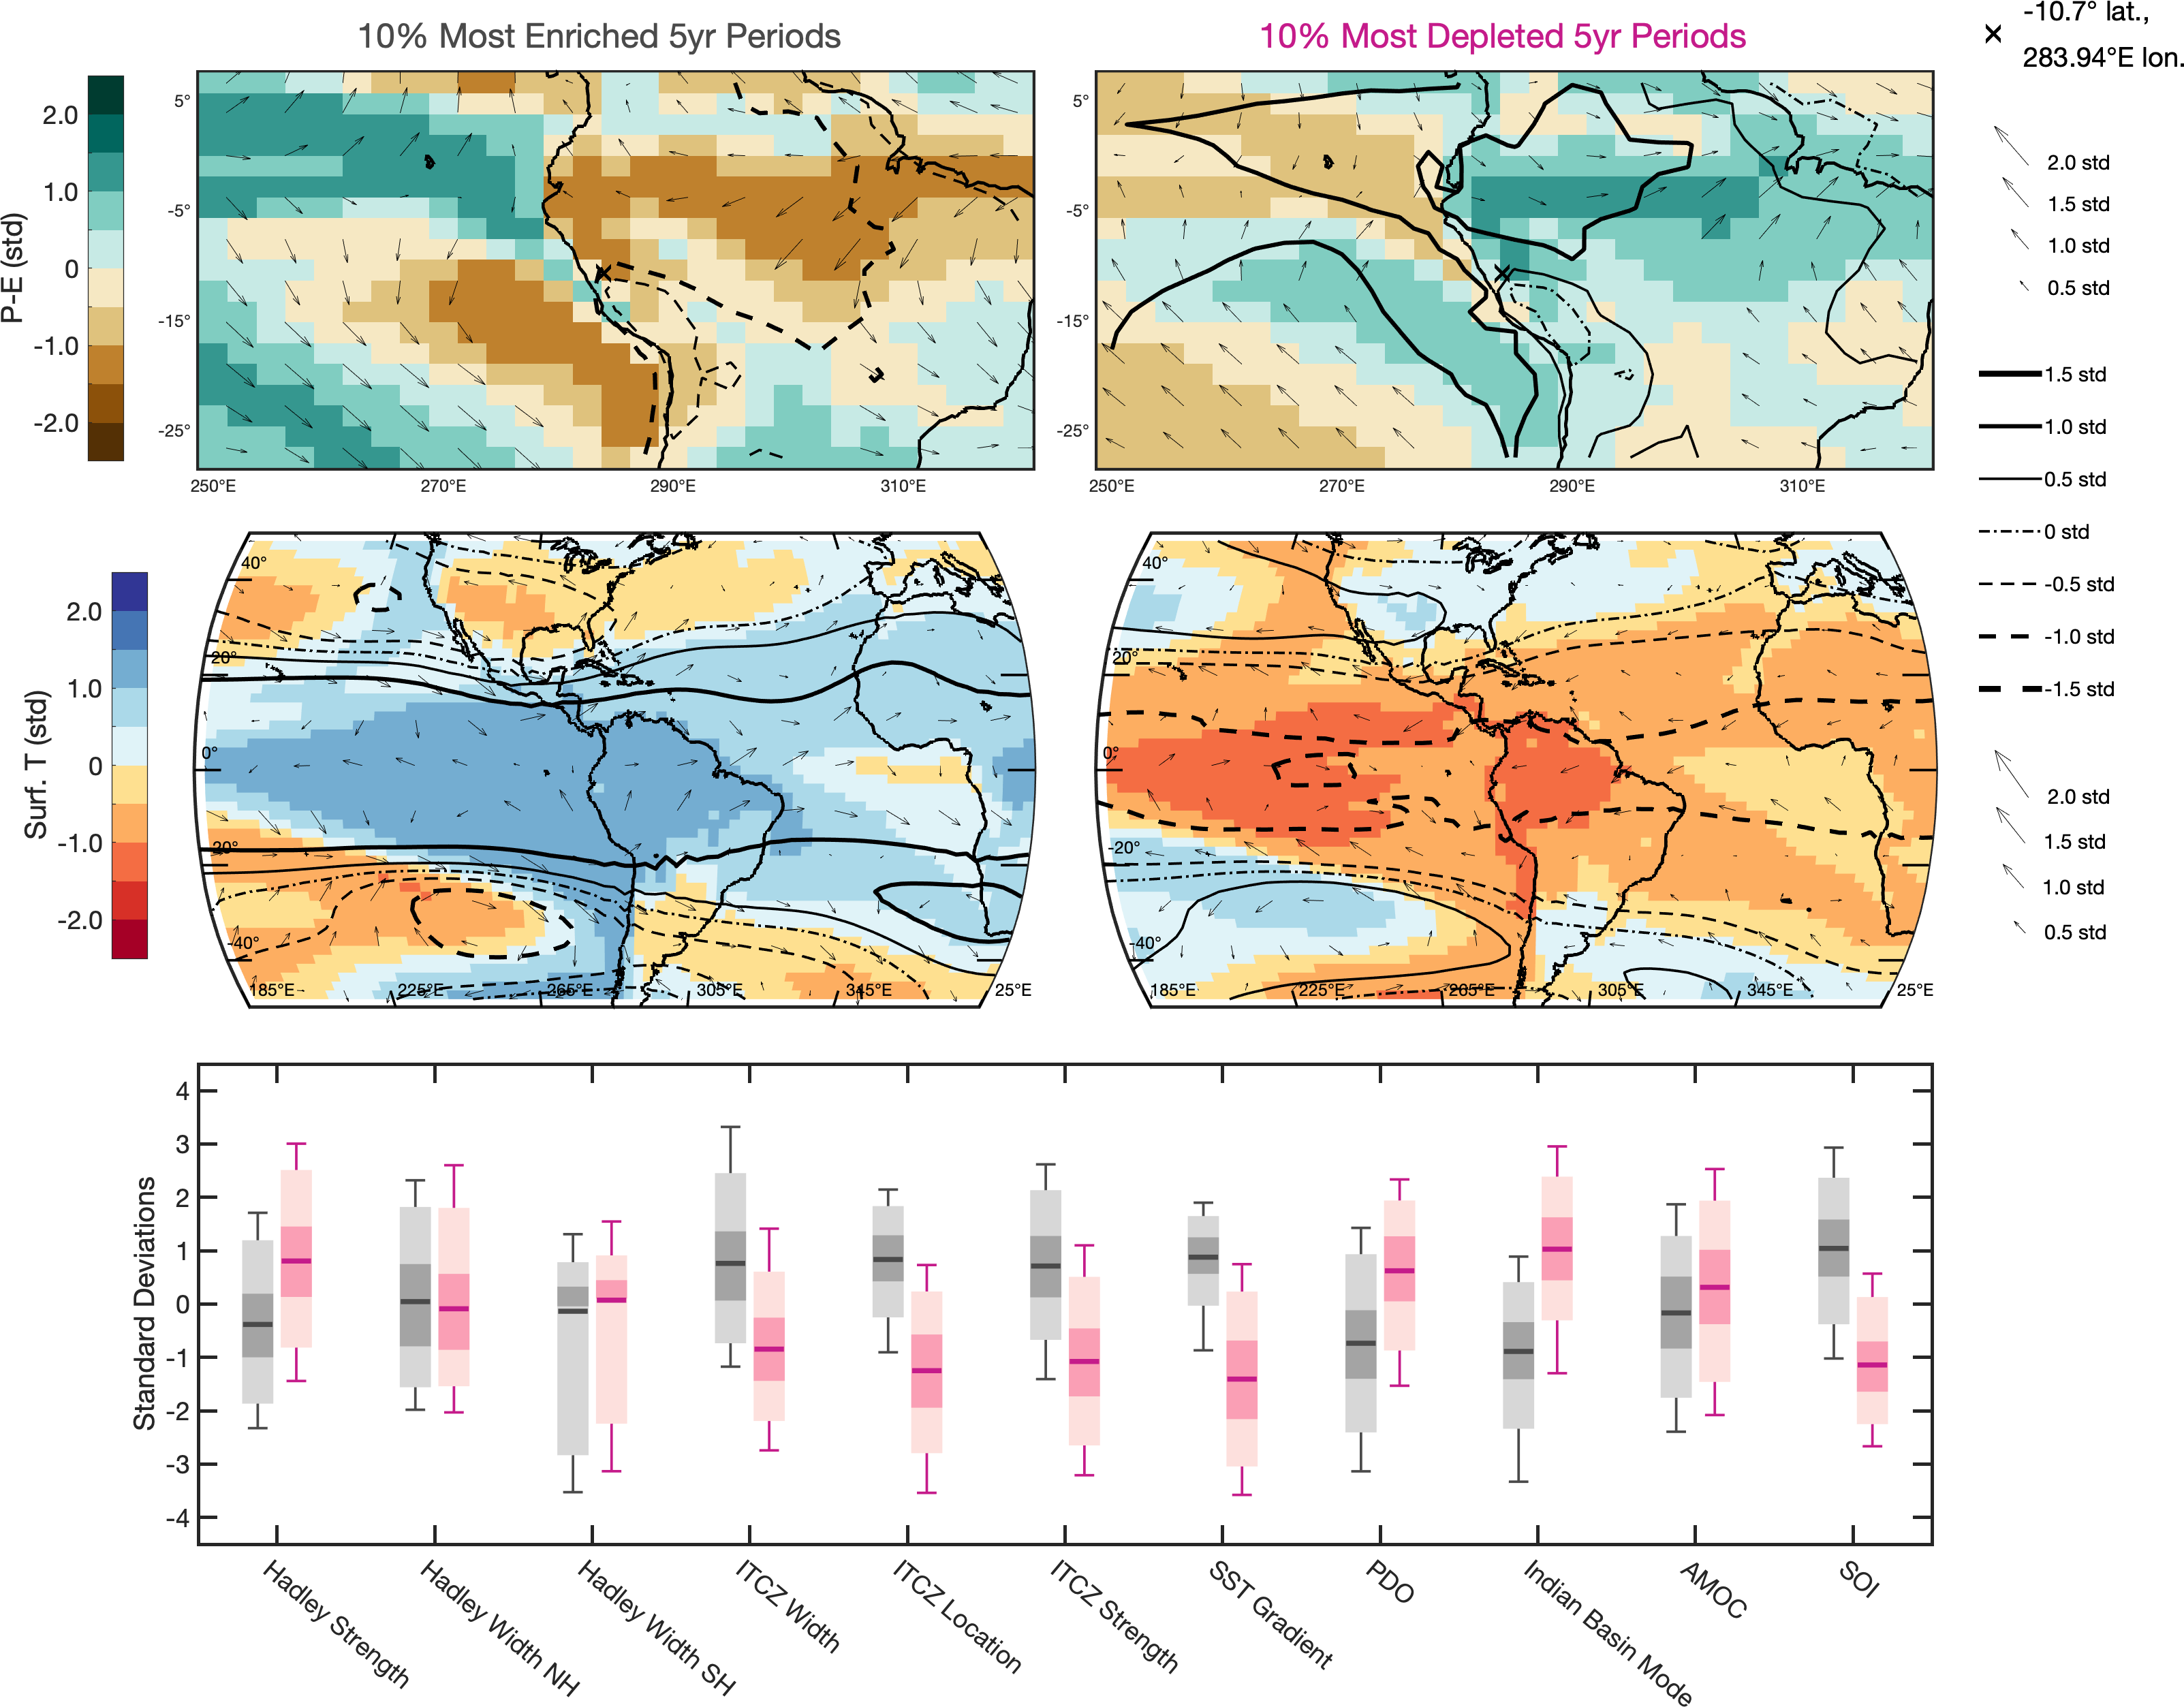 10% Most Enriched 5yr Periods
10% Most Depleted 5yr Periods
-10.7° lat.,
283.94°E lon.
P-E (std)
2.0
1.0
0
-1.0
-2.0
5°
-5°
-15°
-25°
250°E
270°E
290°E
310°E
5°
-5°
-15°
-25°
250°E
270°E
290°E
310°E
2.0 std
1.5 std
1.0 std
0.5 std
1.5 std
1.0 std
0.5 std
0 std
-0.5 std
-1.0 std
-1.5 std
2.0 std
1.5 std
1.0 std
0.5 std
Surf. T (std)
2.0
1.0
0
-1.0
-2.0
40°
20°
0°
-20°
-40°
185°E
225°E
265°E
305°E
345°E
25°E
40°
20°
0°
-20°
-40°
185°E
225°E
265°E
305°E
345°E
25°E
Standard Deviations
4
3
2
1
0
-1
-2
-3
-4
Hadley Strength
Hadley Width NH
Hadley Width SH
ITCZ Width
ITCZ Location
ITCZ Strength
SST Gradient
PDO
Indian Basin Mode
AMOC
SOI